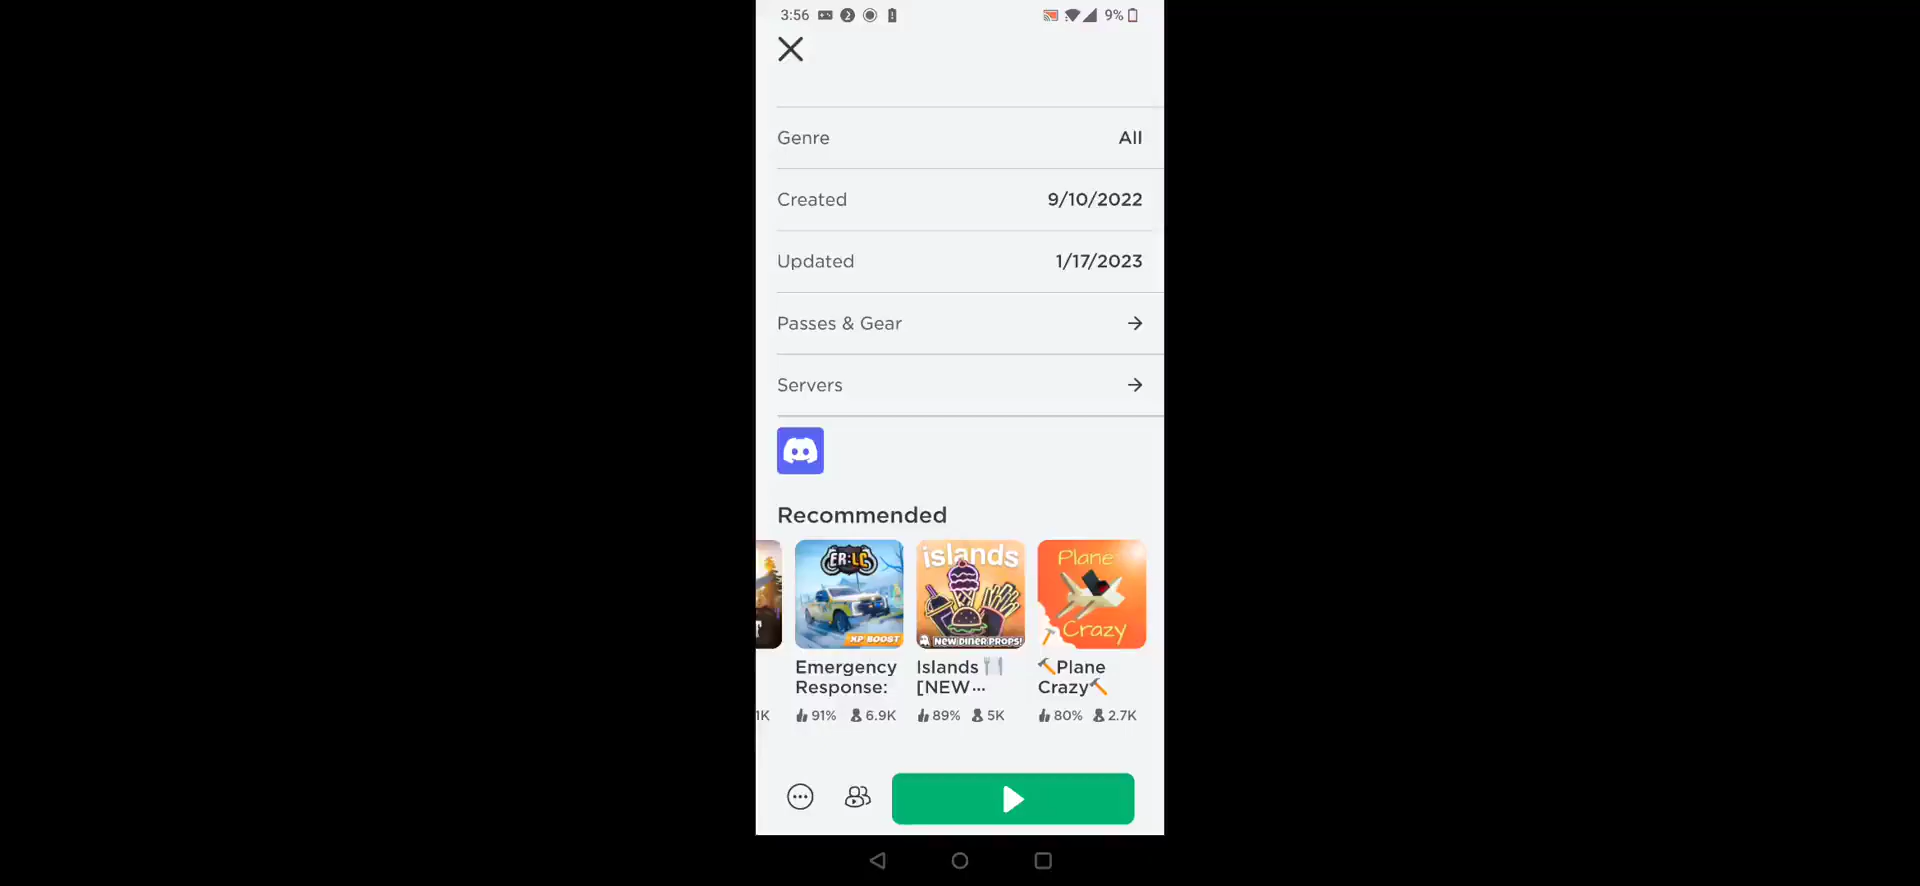 3:56
9%
Genre All
Created 9/10/2022
Updated 1/17/2023
Passes & Gear
Servers
Recommended
ER:LC
XP BOOST
islands
NEW DINER PROPS!
Plane
Crazy
Emergency
Response:
Islands
[NEW...
Plane
Crazy
1K
91% 6.9K
89% 5K
80% 2.7K